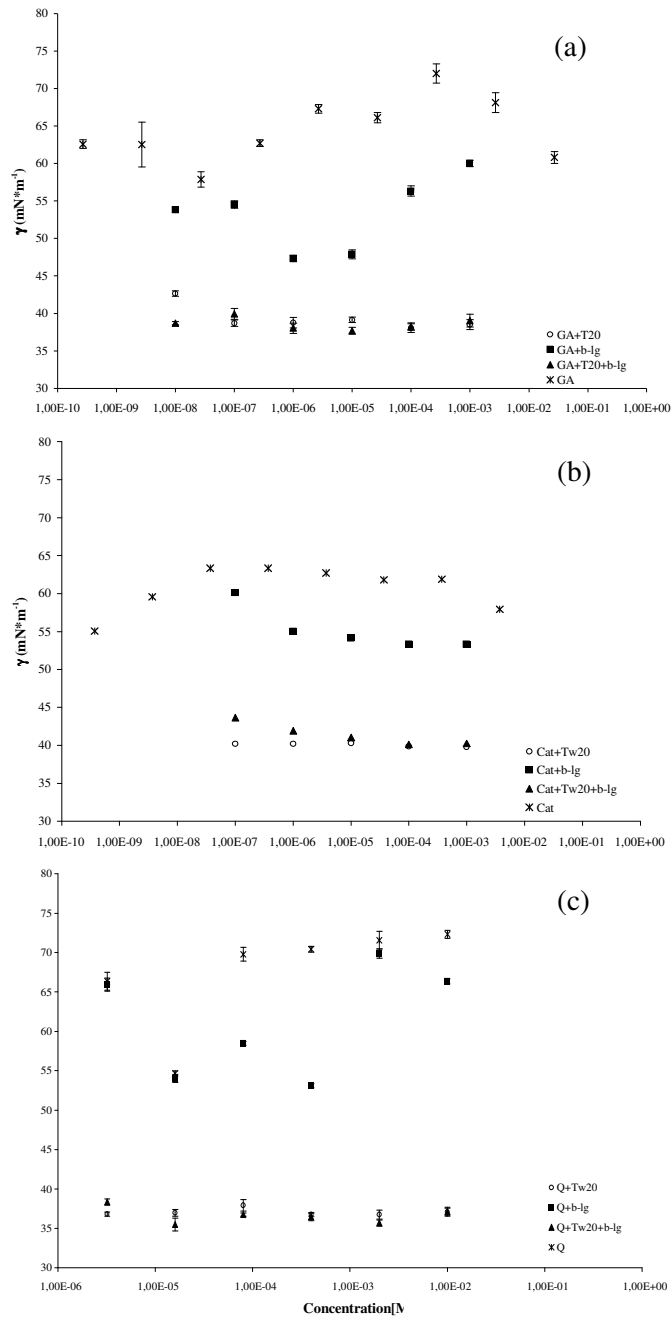 (a)
80
75
70
65
60
55
50
45
40
35
30
γ (mN*m-1)
GA+T20
GA+b-lg
GA+T20+b-lg
GA
1,00E-10 1,00E-09 1,00E-08 1,00E-07 1,00E-06 1,00E-05 1,00E-04 1,00E-03 1,00E-02 1,00E-01 1,00E+00
(b)
80
75
70
65
60
55
50
45
40
35
30
γ (mN*m-1)
Cat+Tw20
Cat+b-lg
Cat+Tw20+b-lg
Cat
1,00E-10 1,00E-09 1,00E-08 1,00E-07 1,00E-06 1,00E-05 1,00E-04 1,00E-03 1,00E-02 1,00E-01 1,00E+00
(c)
80
75
70
65
60
55
50
45
40
35
30
Q+Tw20
Q+b-lg
Q+Tw20+b-lg
Q
1,00E-06 1,00E-05 1,00E-04 1,00E-03 1,00E-02 1,00E-01 1,00E+00
Concentration[M